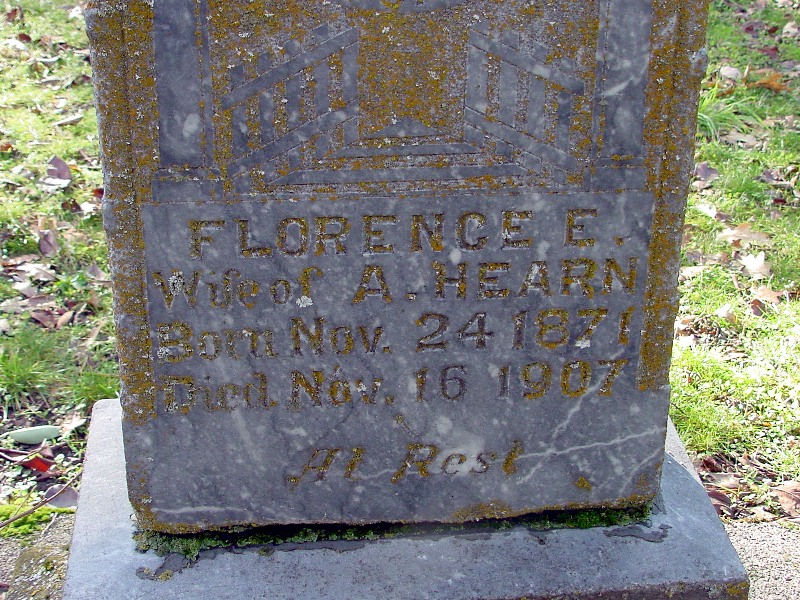 FLORENCE E.
Wife of A. HEARN
Born Nov. 24 1871
Died Nov. 16 1907
At Rest